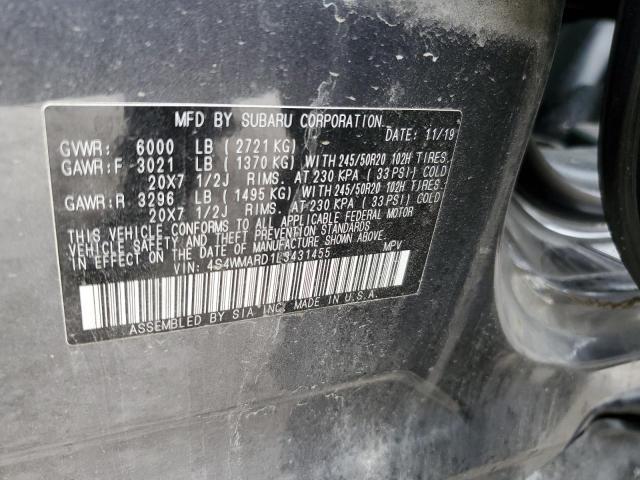 MFD BY SUBARU CORPORATION
DATE: 11/19
GVWR: 6000 LB (2721 KG)
GAWR:F 3021 LB (1370 KG) WITH 245/50R20 102H TIRES,
20X7 1/2J RIMS, AT 230 KPA (33 PSI) COLD
GAWR:R 3296 LB (1495 KG) WITH 245/50R20 102H TIRES,
20X7 1/2J RIMS, AT 230 KPA (33 PSI) COLD
THIS VEHICLE CONFORMS TO ALL APPLICABLE FEDERAL MOTOR
VEHICLE SAFETY AND THEFT PREVENTION STANDARDS IN
EFFECT ON THE DATE OF MANUFACTURE SHOWN ABOVE.
VIN: 4S4WMARD1L3431455 MPV
ASSEMBLED BY SIA INC. MADE IN U.S.A.